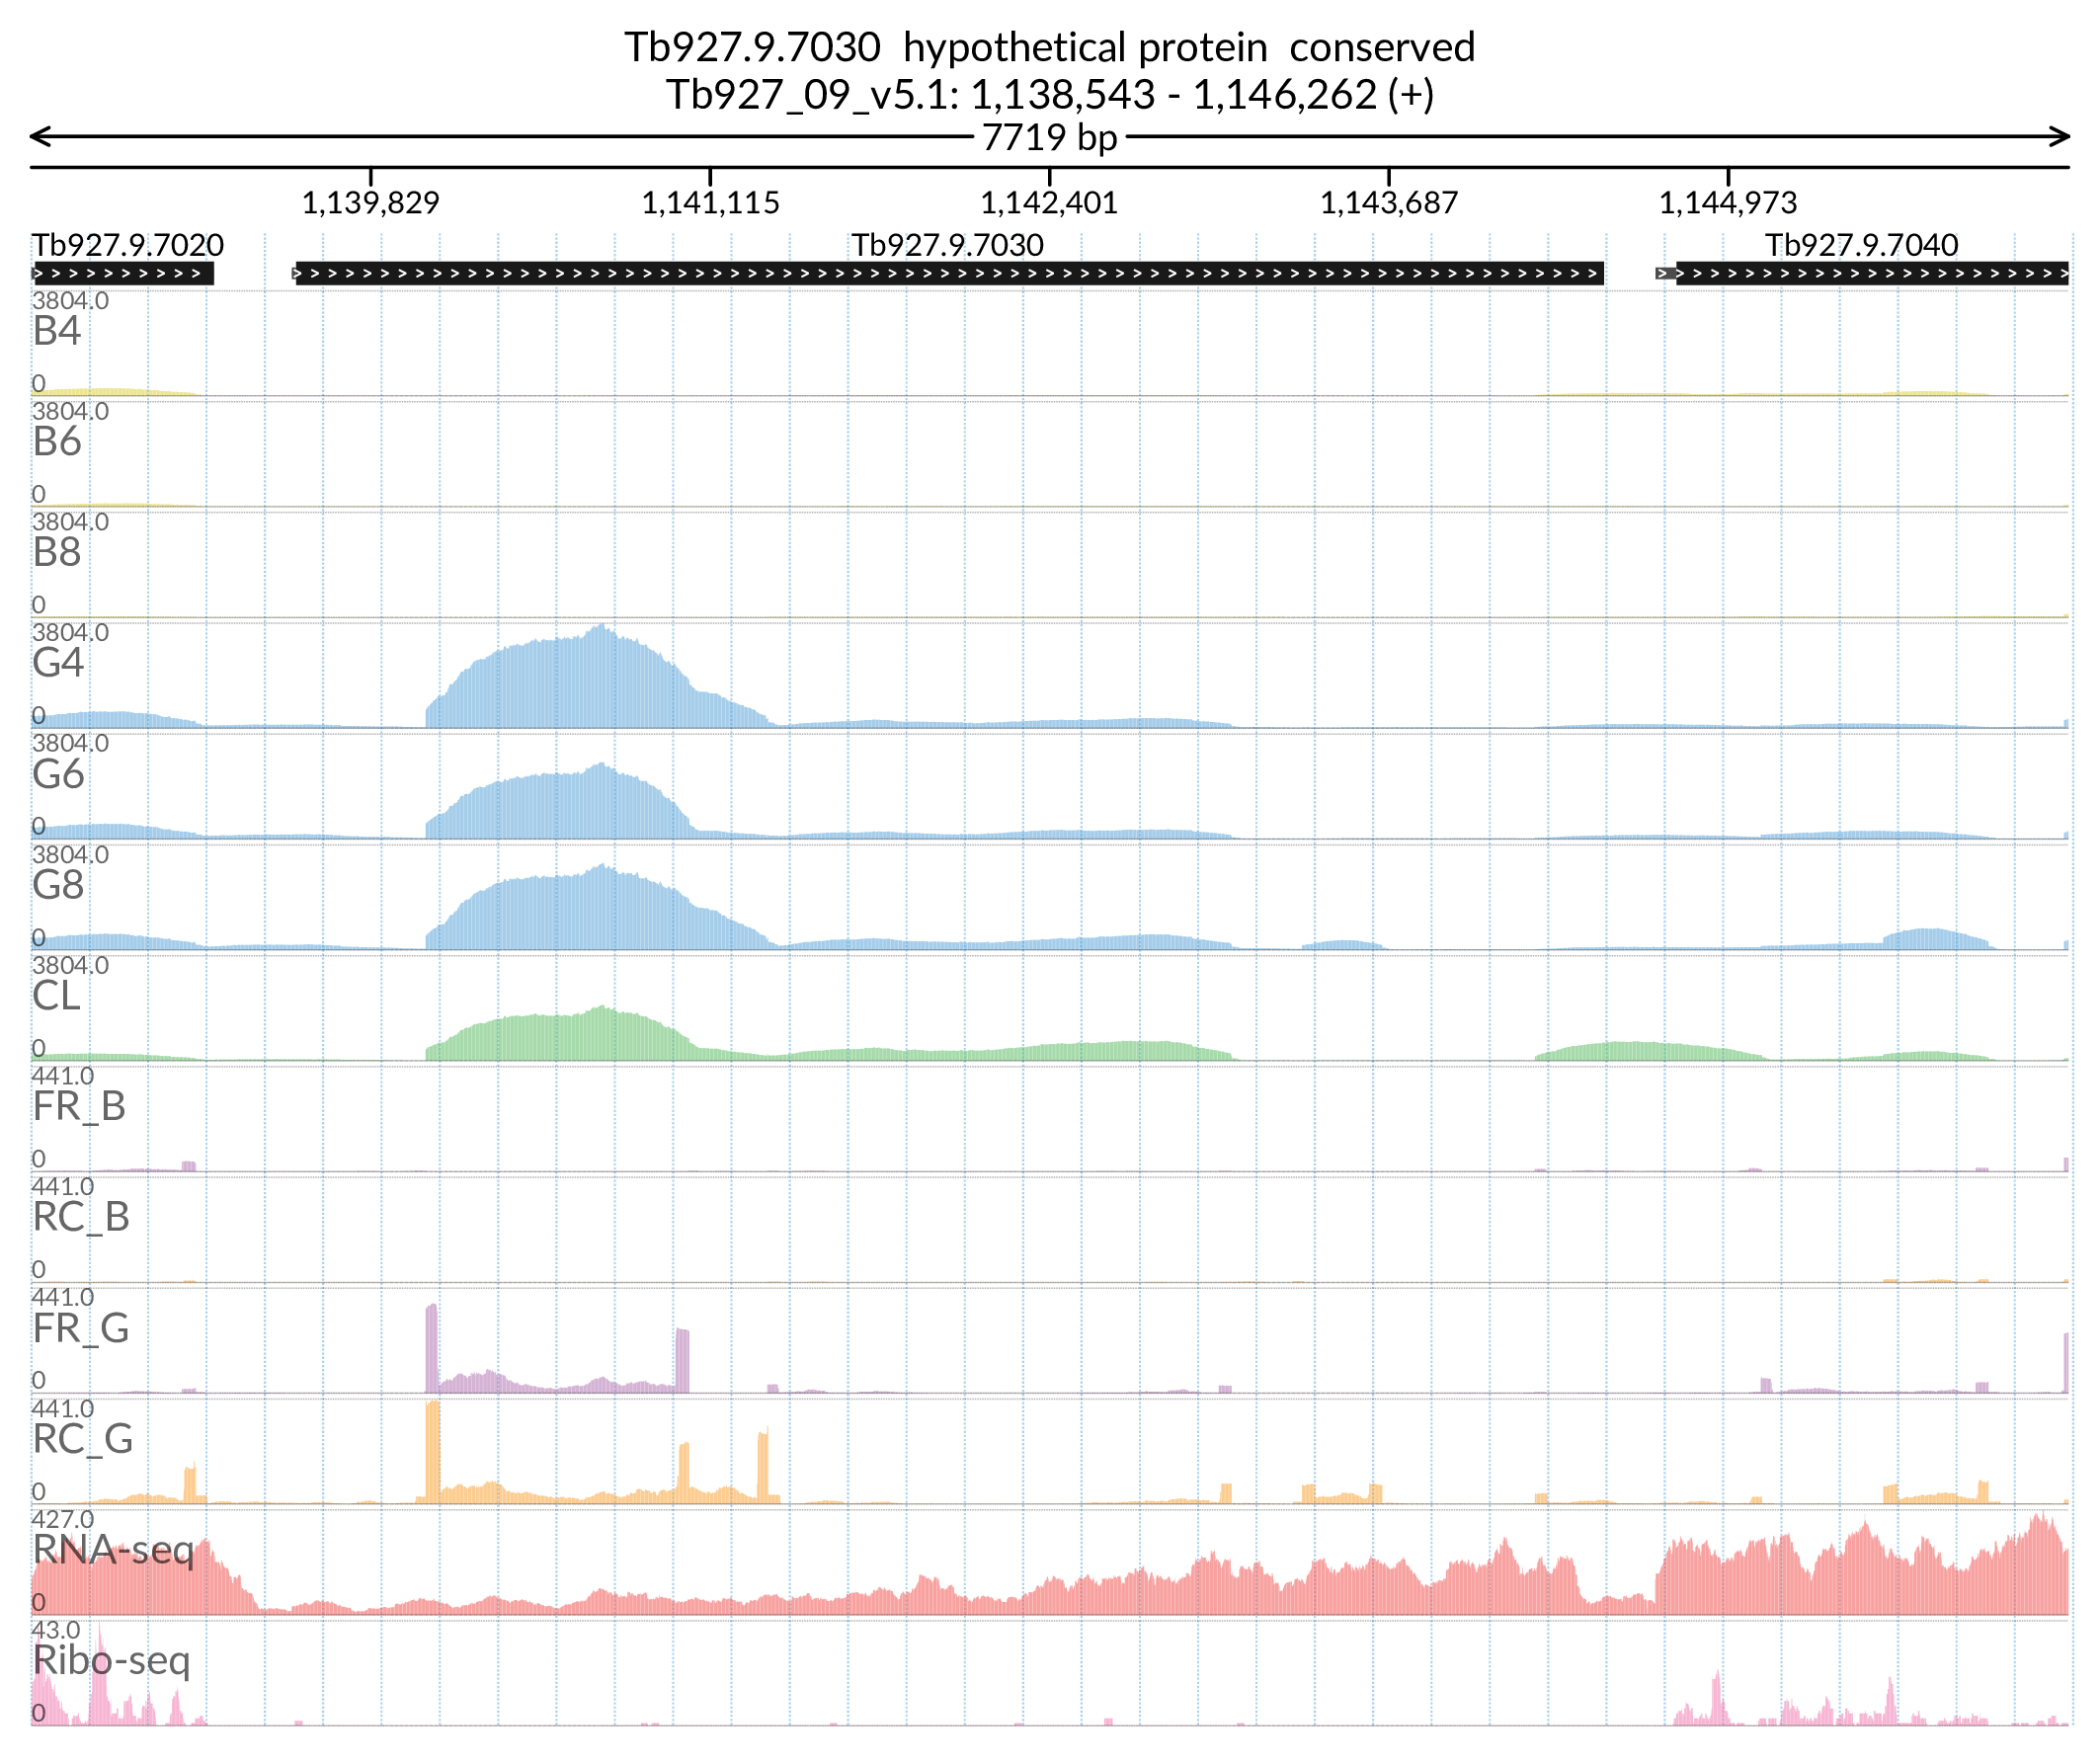 Tb927.9.7030 hypothetical protein conserved
Tb927_09_v5.1: 1,138,543 - 1,146,262 (+)
7719 bp
1,139,829 1,141,115 1,142,401 1,143,687 1,144,973
Tb927.9.7020 Tb927.9.7030 Tb927.9.7040
3804.0
B4
0
3804.0
B6
0
3804.0
B8
0
3804.0
G4
0
3804.0
G6
0
3804.0
G8
0
3804.0
CL
0
441.0
FR_B
0
441.0
RC_B
0
441.0
FR_G
0
441.0
RC_G
0
427.0
RNA-seq
0
43.0
Ribo-seq
0